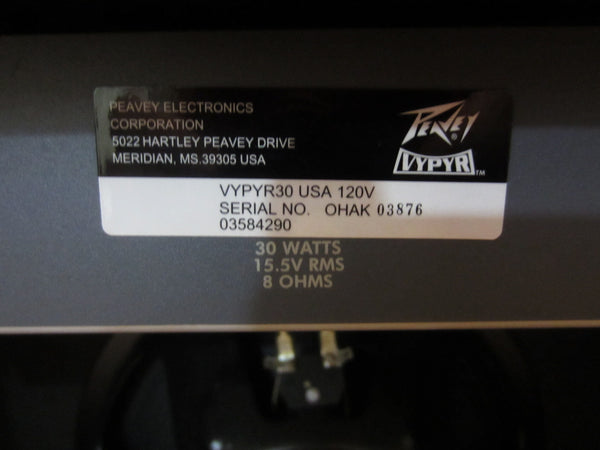 PEAVEY ELECTRONICS
CORPORATION
5022 HARTLEY PEAVEY DRIVE
MERIDIAN, MS.39305 USA
PEAVEY
VYPYR™
VYPYR30 USA 120V
SERIAL NO. OHAK 03876
03584290
30 WATTS
15.5V RMS
8 OHMS